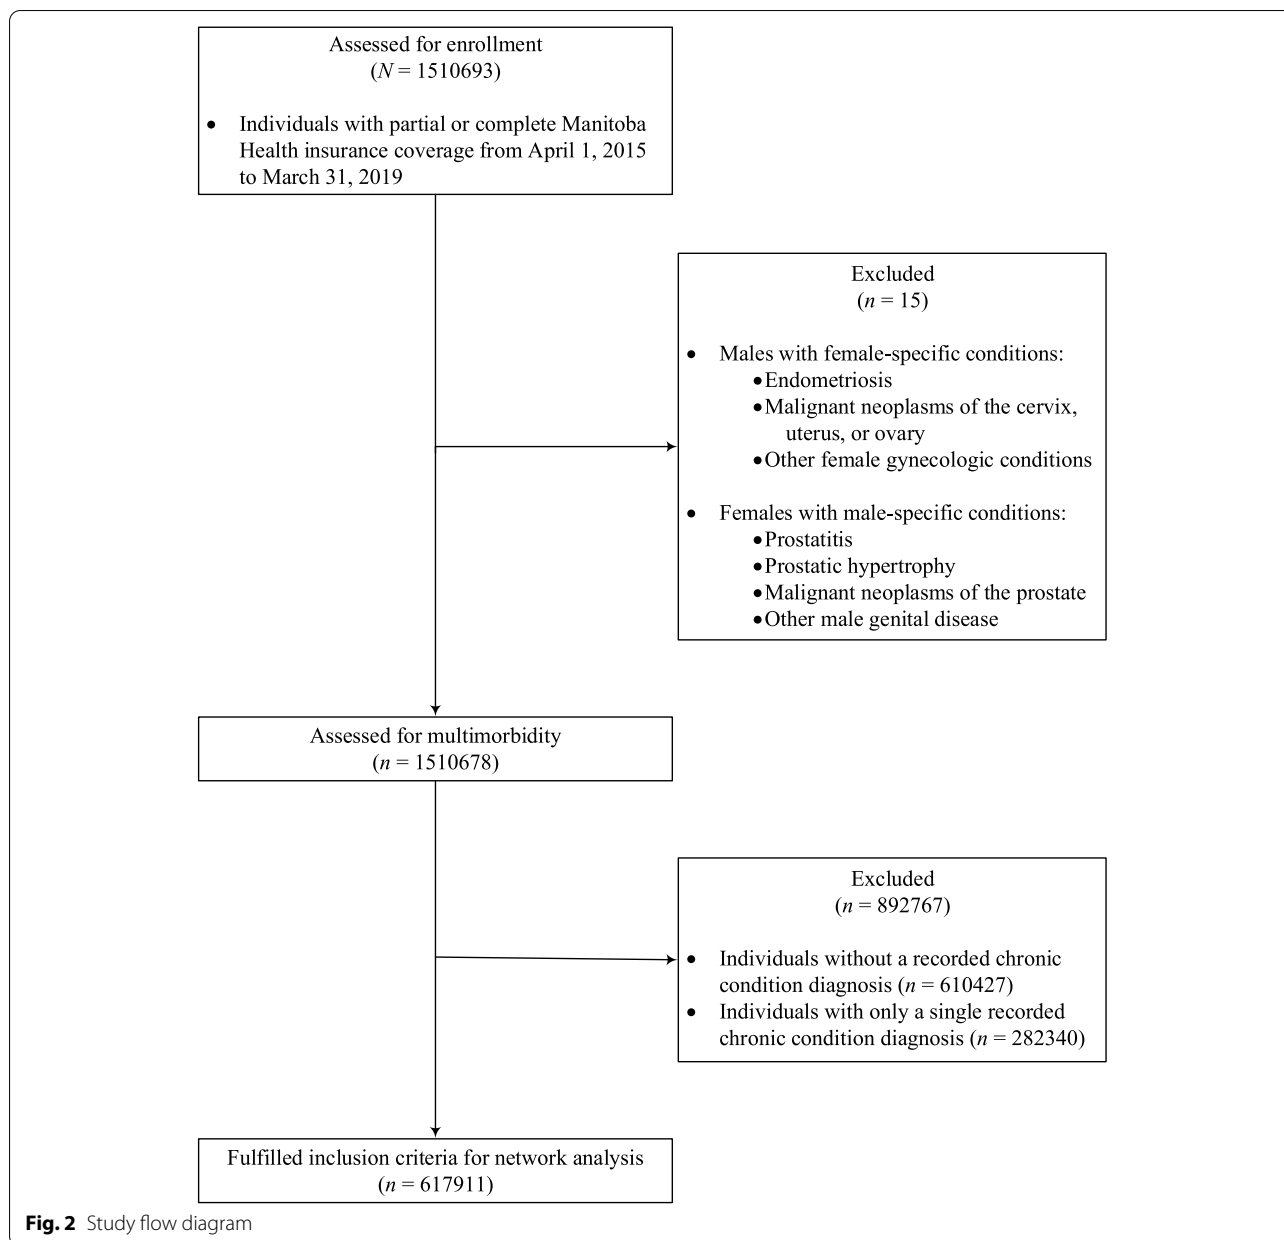 Assessed for enrollment
(N = 1510693)
• Individuals with partial or complete Manitoba
Health insurance coverage from April 1, 2015
to March 31, 2019
Excluded
(n = 15)
• Males with female-specific conditions:
•Endometriosis
•Malignant neoplasms of the cervix,
uterus, or ovary
•Other female gynecologic conditions
• Females with male-specific conditions:
•Prostatitis
•Prostatic hypertrophy
•Malignant neoplasms of the prostate
•Other male genital disease
Assessed for multimorbidity
(n = 1510678)
Excluded
(n = 892767)
• Individuals without a recorded chronic
condition diagnosis (n = 610427)
• Individuals with only a single recorded
chronic condition diagnosis (n = 282340)
Fulfilled inclusion criteria for network analysis
(n = 617911)
Fig. 2 Study flow diagram